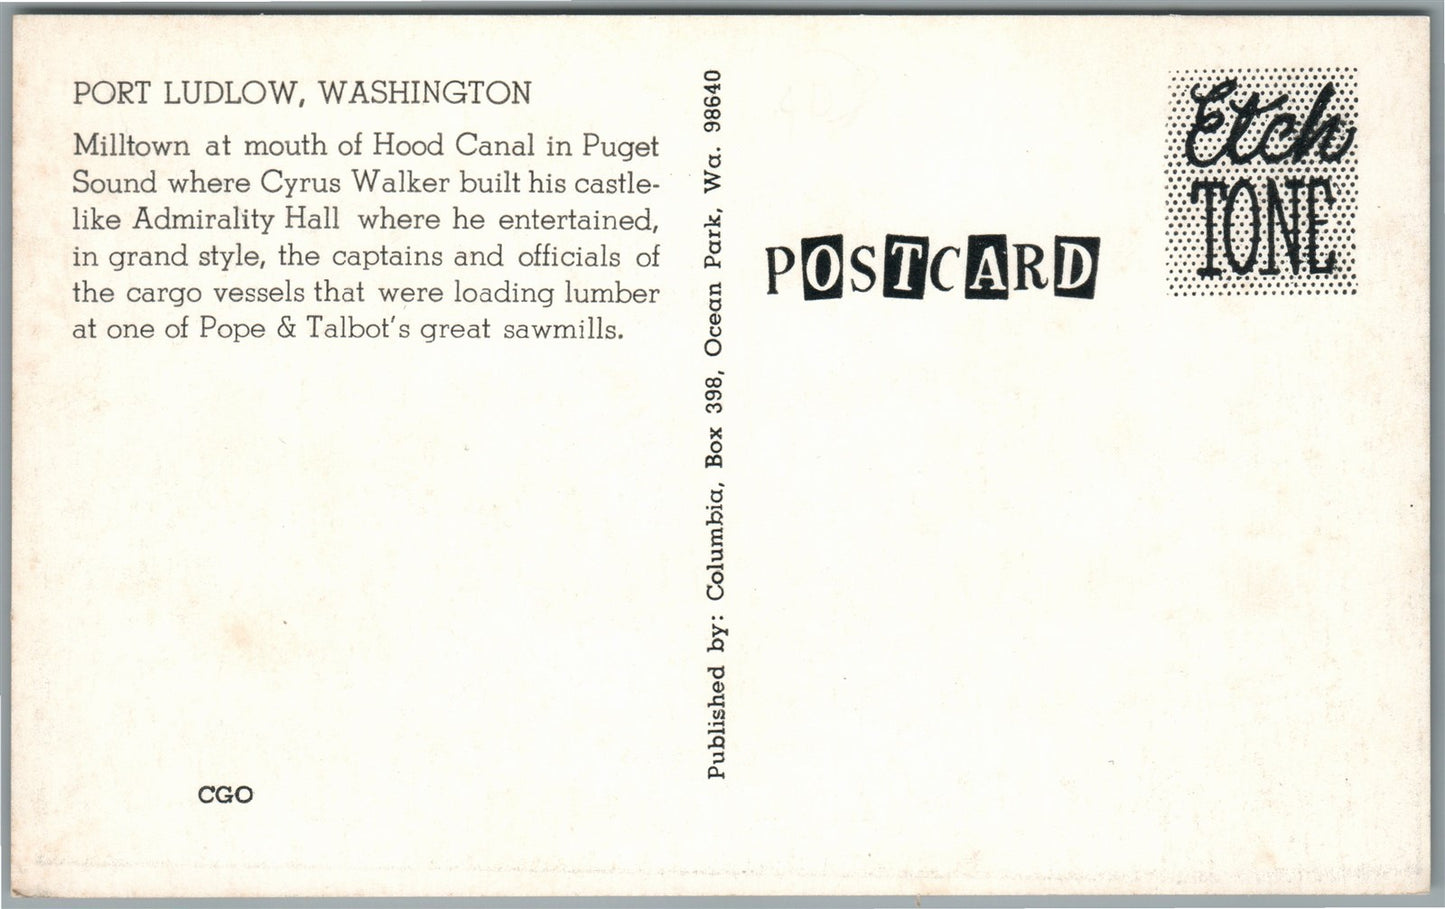 PORT LUDLOW, WASHINGTON
Milltown at mouth of Hood Canal in Puget
Sound where Cyrus Walker built his castle-
like Admirality Hall where he entertained,
in grand style, the captains and officials of
the cargo vessels that were loading lumber
at one of Pope & Talbot's great sawmills.
CGO
Published by: Columbia, Box 398, Ocean Park, Wa. 98640
POSTCARD
Etch
TONE